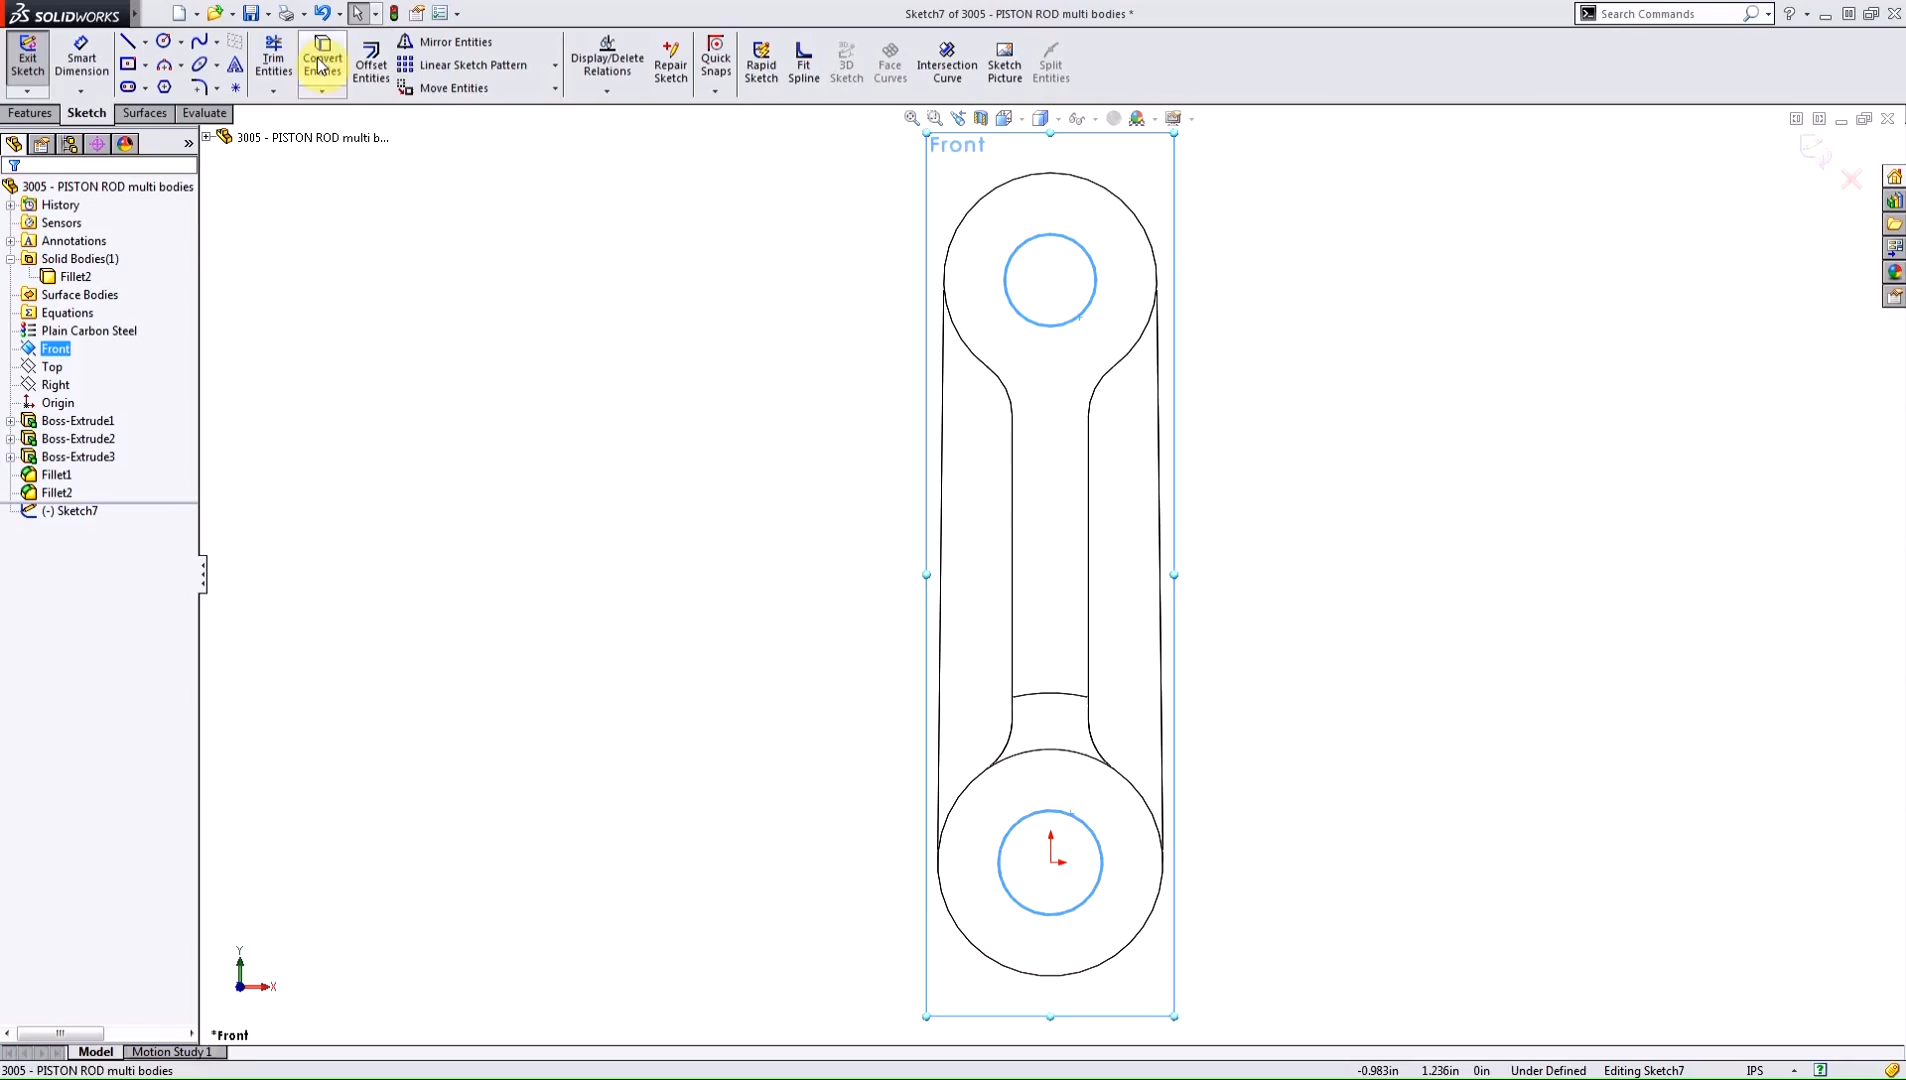 SOLIDWORKS
Sketch7 of 3005 - PISTON ROD multi bodies *
Search Commands
Exit Sketch
Smart Dimension
Trim Entities
Convert Entities
Offset Entities
Mirror Entities
Linear Sketch Pattern
Move Entities
Display/Delete Relations
Repair Sketch
Quick Snaps
Rapid Sketch
Fit Spline
3D Sketch
Face Curves
Intersection Curve
Sketch Picture
Split Entities
Features
Sketch
Surfaces
Evaluate
3005 - PISTON ROD multi b...
Front
3005 - PISTON ROD multi bodies
History
Sensors
Annotations
Solid Bodies(1)
Fillet2
Surface Bodies
Equations
Plain Carbon Steel
Front
Top
Right
Origin
Boss-Extrude1
Boss-Extrude2
Boss-Extrude3
Fillet1
Fillet2
(-) Sketch7
Y
X
*Front
Model
Motion Study 1
3005 - PISTON ROD multi bodies
-0.983in 1.236in 0in Under Defined Editing Sketch7 IPS